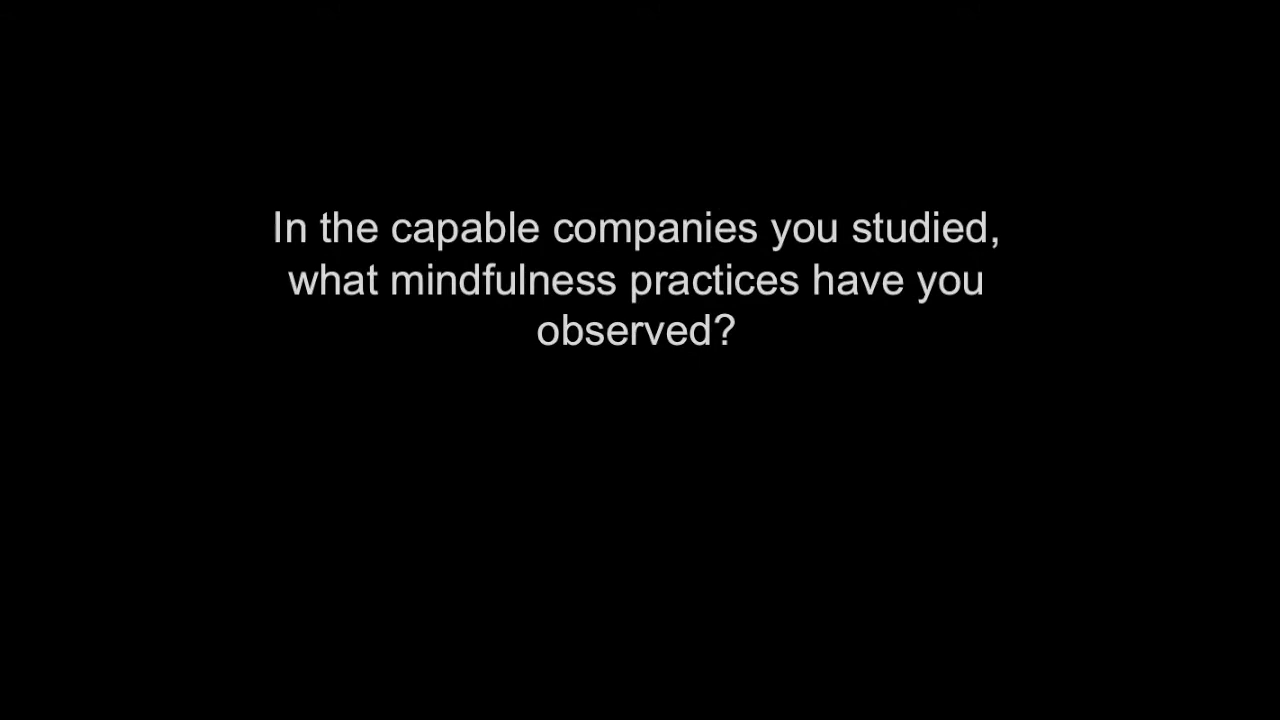 In the capable companies you studied,
what mindfulness practices have you
observed?